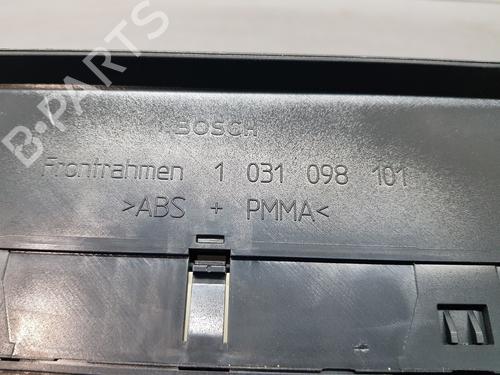 BOSCH
Frontrahmen 1 031 098 101
>ABS + PMMA<
B-PARTS